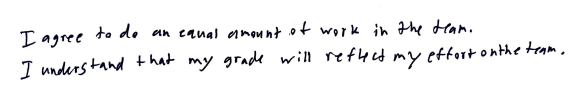 I agree to do an equal amount of work in the team.
I understand that my grade will reflect my effort on the team.